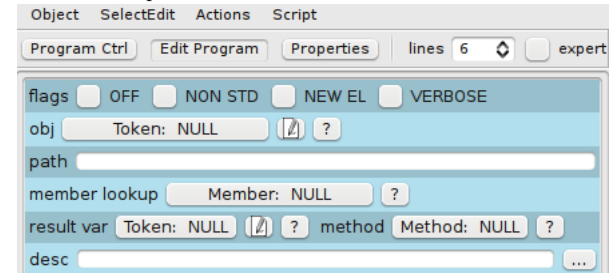 Object SelectEdit Actions Script
Program Ctrl Edit Program Properties lines 6 expert
flags OFF NON STD NEW EL VERBOSE
obj Token: NULL ?
path
member lookup Member: NULL ?
result var Token: NULL ? method Method: NULL ?
desc ...